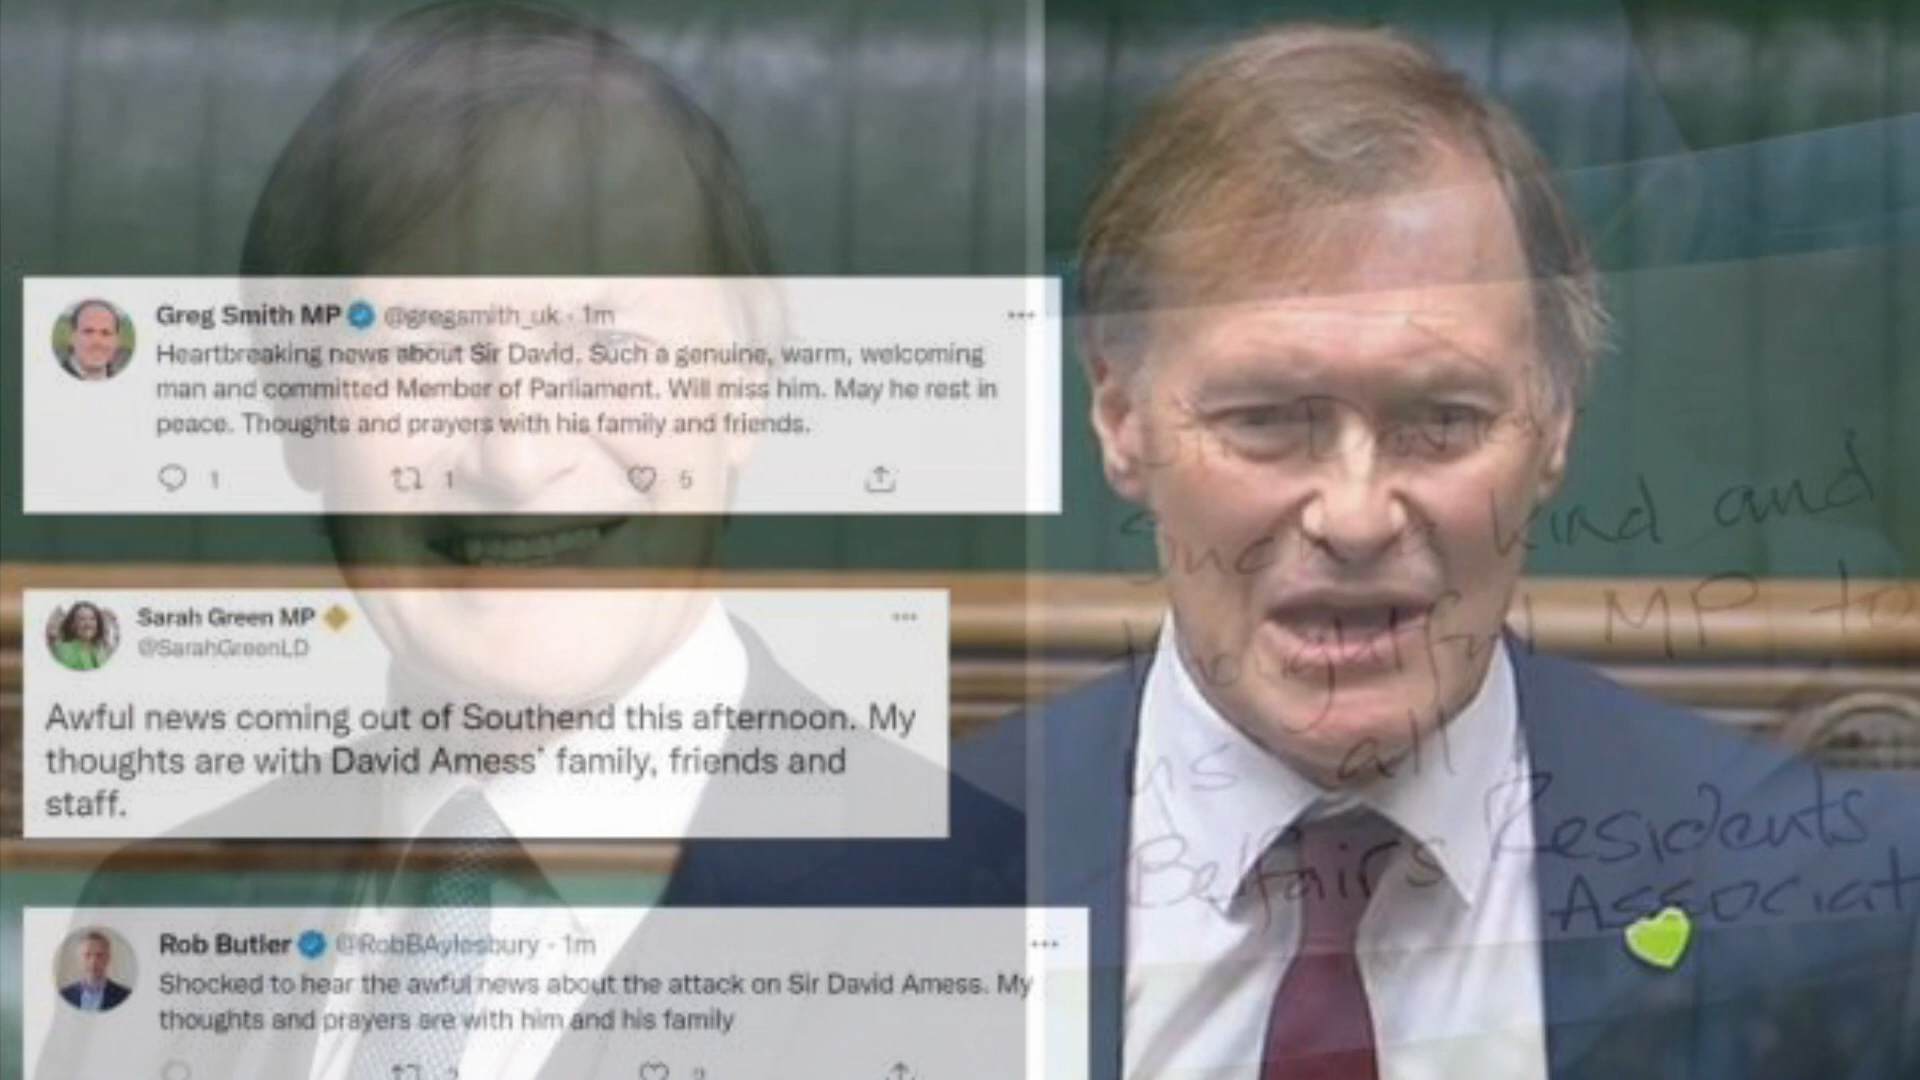 Greg Smith MP @gregsmith_uk · 1m
Heartbreaking news about Sir David. Such a genuine, warm, welcoming
man and committed Member of Parliament. Will miss him. May he rest in
peace. Thoughts and prayers with his family and friends.
1 1 5
Sarah Green MP
@SarahGreenLD
Awful news coming out of Southend this afternoon. My
thoughts are with David Amess' family, friends and
staff.
Rob Butler @RobBAylesbury · 1m
Shocked to hear the awful news about the attack on Sir David Amess. My
thoughts and prayers are with him and his family
Such a kind and
thoughtful MP to
us all
Belfairs Residents
Associat